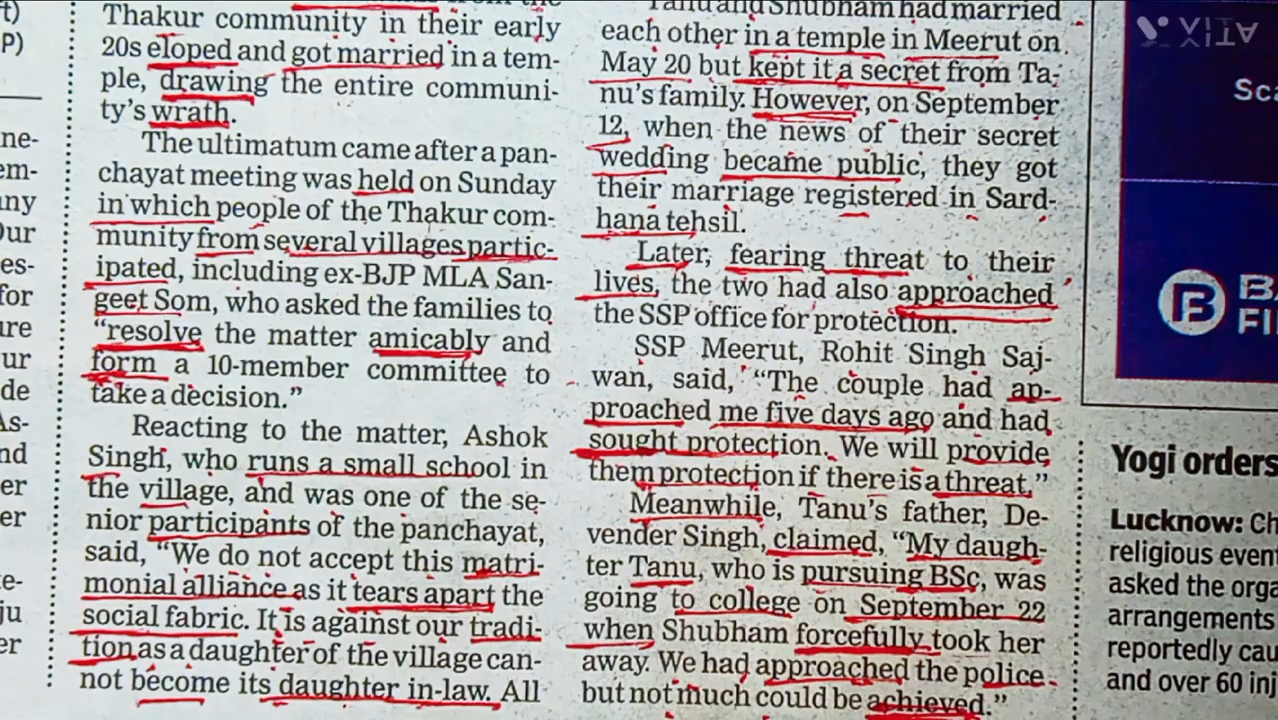 Thakur community in their early
20s eloped and got married in a tem-
ple, drawing the entire communi-
ty's wrath.
The ultimatum came after a pan-
chayat meeting was held on Sunday
in which people of the Thakur com-
munity from several villages partic-
ipated, including ex-BJP MLA San-
geet Som, who asked the families to
"resolve the matter amicably and
form a 10-member committee to
take a decision."
Reacting to the matter, Ashok
Singh, who runs a small school in
the village, and was one of the se-
nior participants of the panchayat,
said, "We do not accept this matri-
monial alliance as it tears apart the
social fabric. It is against our tradi-
tion as a daughter of the village can-
not become its daughter in-law. All
Tanu and Shubham had married
each other in a temple in Meerut on
May 20 but kept it a secret from Ta-
nu's family. However, on September
12, when the news of their secret
wedding became public, they got
their marriage registered in Sard-
hana tehsil.
Later, fearing threat to their
lives, the two had also approached
the SSP office for protection.
SSP Meerut, Rohit Singh Saj-
wan, said, "The couple had ap-
proached me five days ago and had
sought protection. We will provide
them protection if there is a threat."
Meanwhile, Tanu's father, De-
vender Singh, claimed, "My daugh-
ter Tanu, who is pursuing BSc, was
going to college on September 22
when Shubham forcefully took her
away. We had approached the police
but not much could be achieved."
Yogi orders
Lucknow: Ch
religious even
asked the orga
arrangements
reportedly cau
and over 60 inj